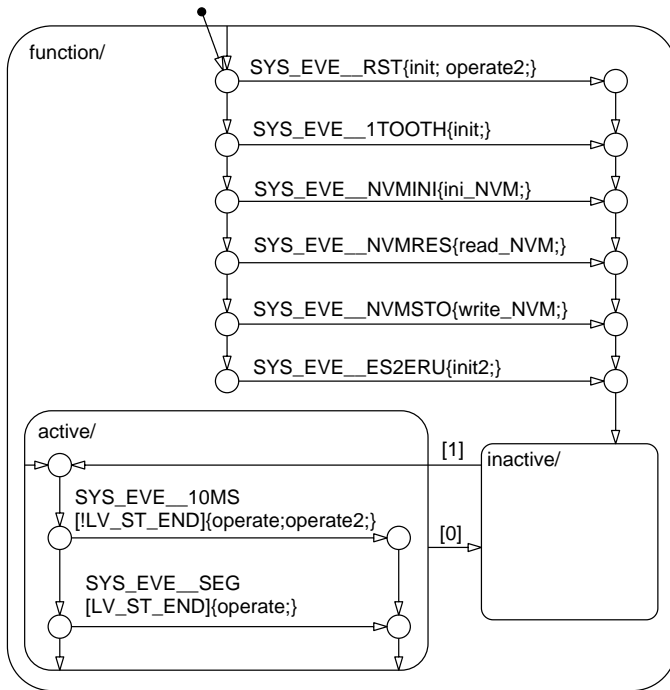 function/
SYS_EVE__RST{init; operate2;}
SYS_EVE__1TOOTH{init;}
SYS_EVE__NVMINI{ini_NVM;}
SYS_EVE__NVMRES{read_NVM;}
SYS_EVE__NVMSTO{write_NVM;}
SYS_EVE__ES2ERU{init2;}
active/
[1]
inactive/
SYS_EVE__10MS
[!LV_ST_END]{operate;operate2;}
[0]
SYS_EVE__SEG
[LV_ST_END]{operate;}